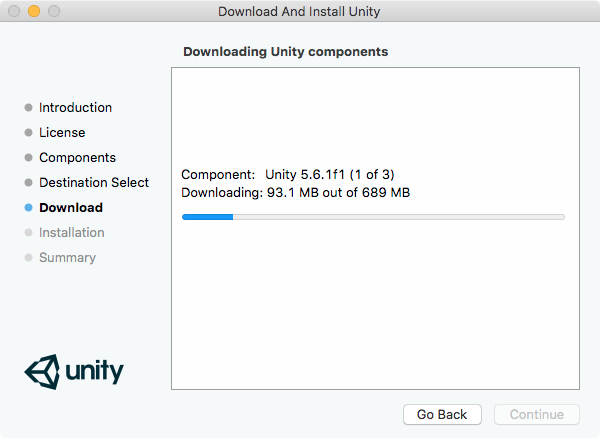 Download And Install Unity
Downloading Unity components
Introduction
License
Components
Destination Select
Download
Installation
Summary
Component: Unity 5.6.1f1 (1 of 3)
Downloading: 93.1 MB out of 689 MB
unity
Go Back
Continue